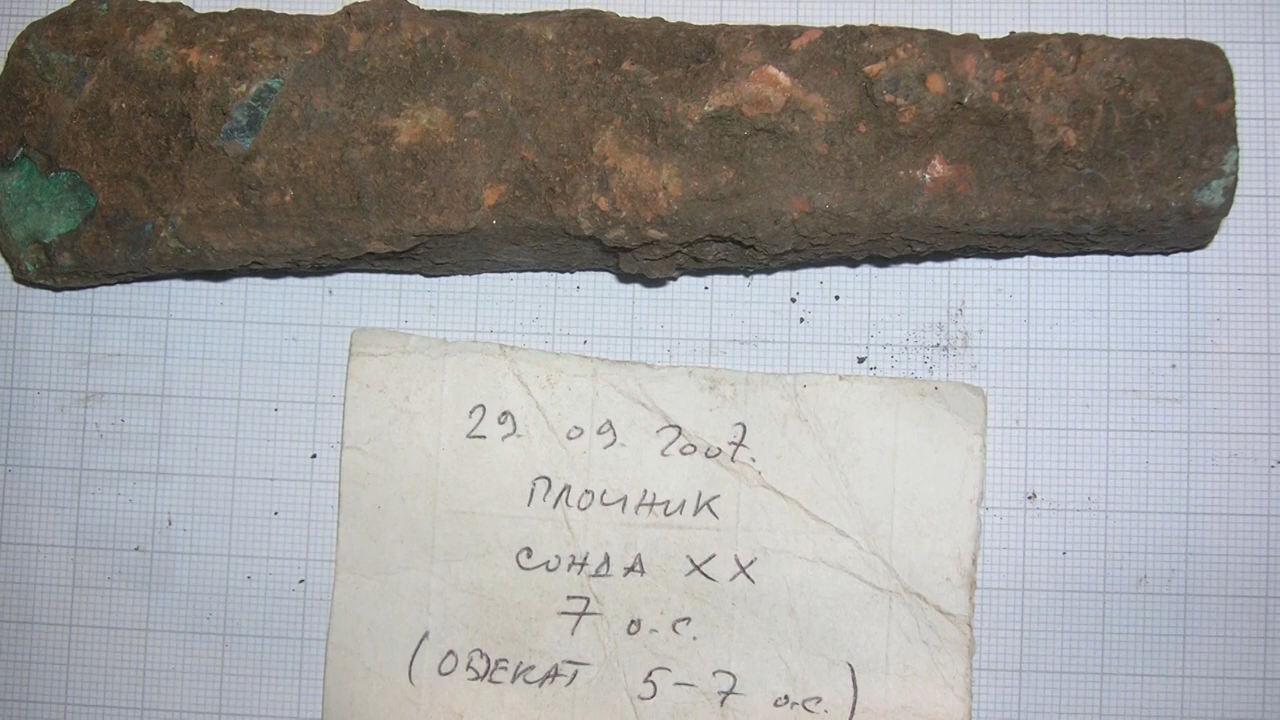 29. 09. 2007.
ПЛОЧНИК
СОНДА XX
7 о.с.
(ОБЈЕКАТ 5-7 о.с.)